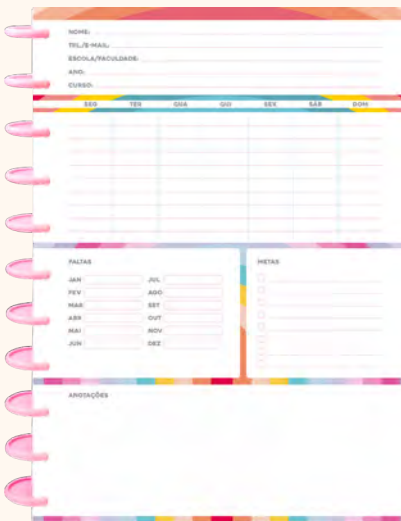 NOME:
TEL./E-MAIL:
ESCOLA/FACULDADE:
ANO:
CURSO:
SEG TER QUA QUI SEX SÁB DOM
FALTAS
JAN JUL
FEV AGO
MAR SET
ABR OUT
MAI NOV
JUN DEZ
METAS
ANOTAÇÕES